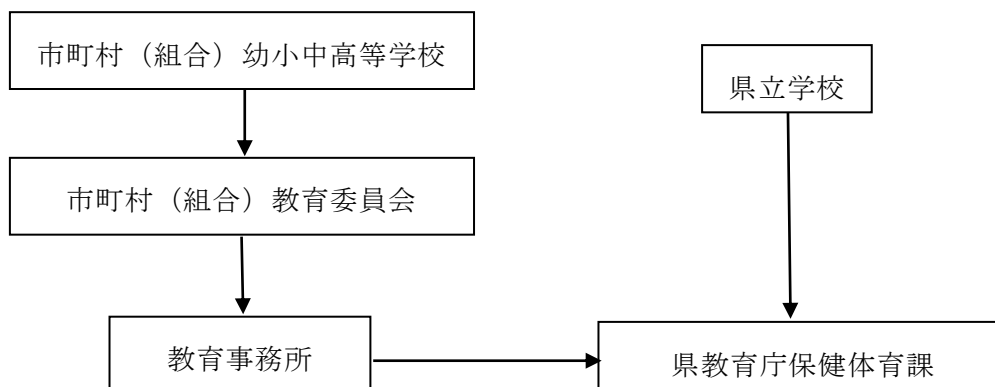 市町村（組合）幼小中高等学校
県立学校
市町村（組合）教育委員会
教育事務所
県教育庁保健体育課